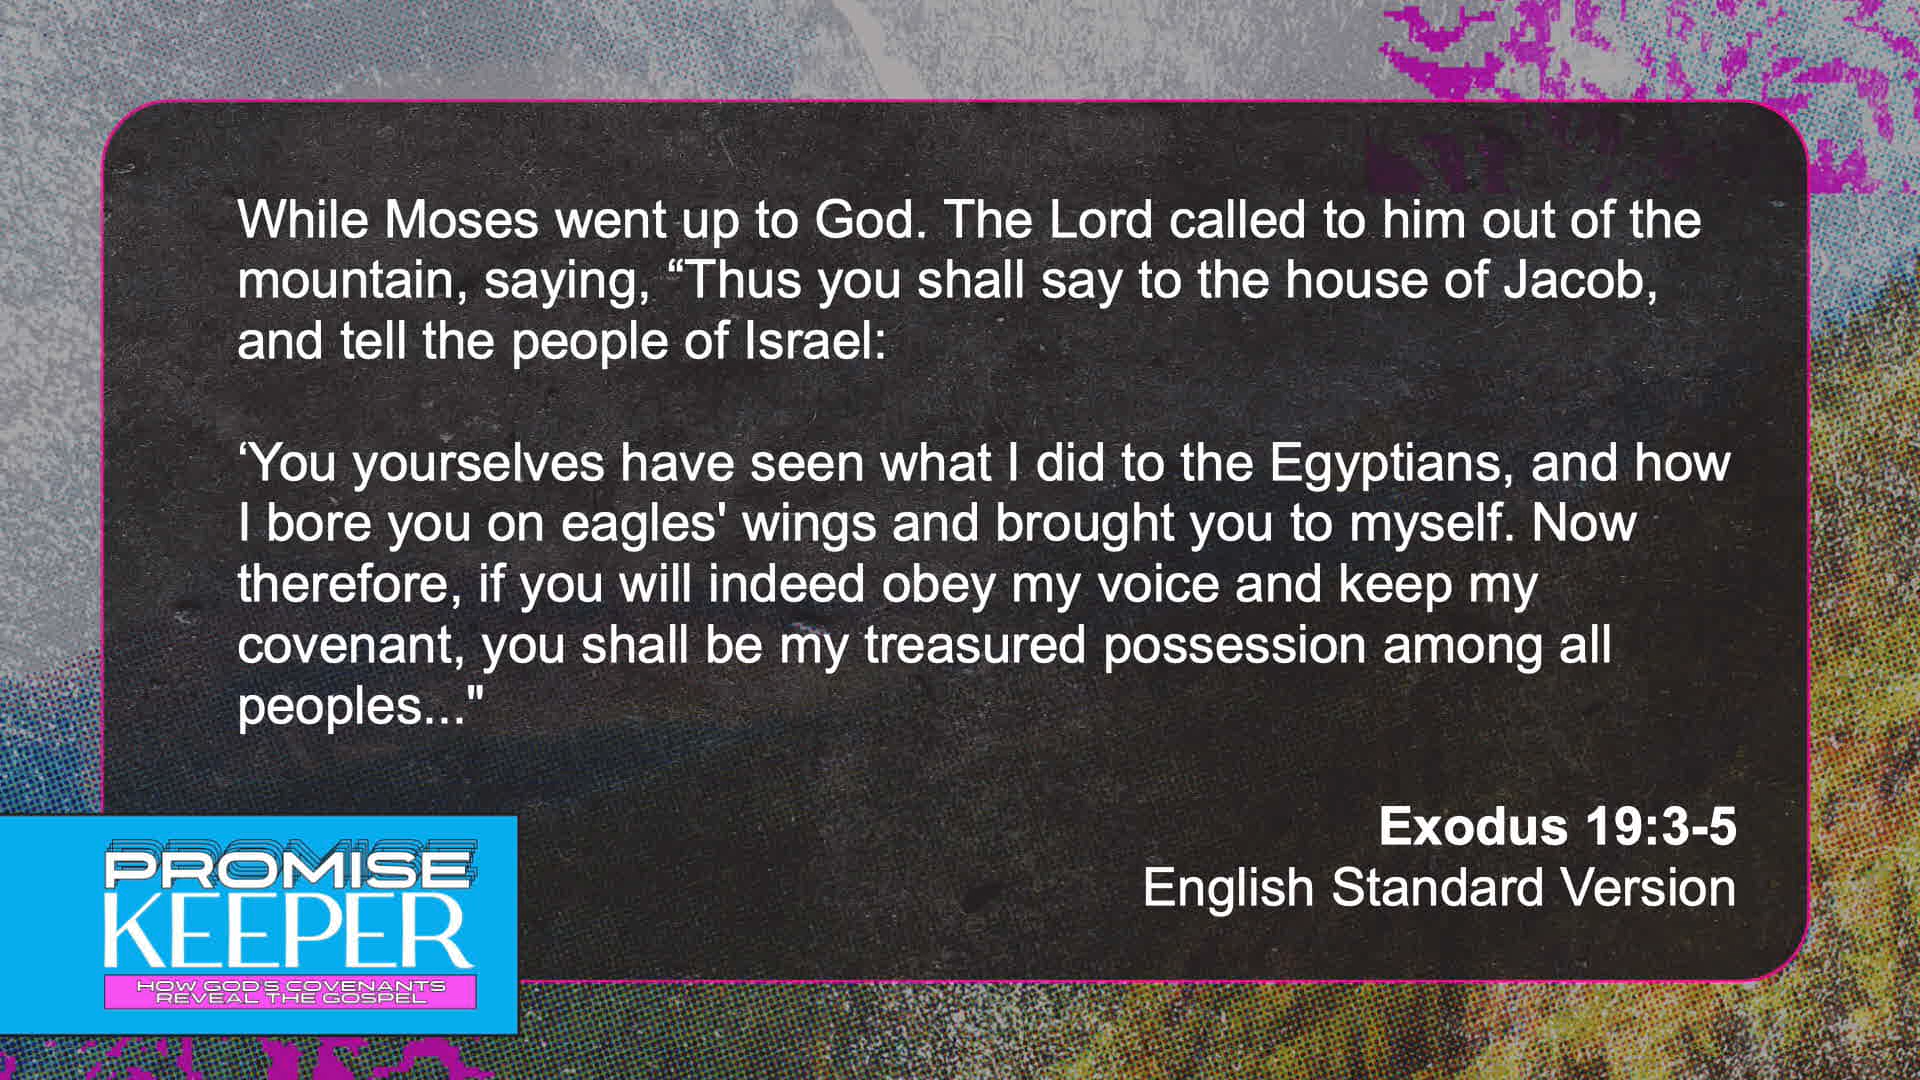 While Moses went up to God. The Lord called to him out of the
mountain, saying, “Thus you shall say to the house of Jacob,
and tell the people of Israel:
‘You yourselves have seen what I did to the Egyptians, and how
I bore you on eagles' wings and brought you to myself. Now
therefore, if you will indeed obey my voice and keep my
covenant, you shall be my treasured possession among all
peoples..."
Exodus 19:3-5
English Standard Version
PROMISE
KEEPER
HOW GOD'S COVENANTS
REVEAL THE GOSPEL